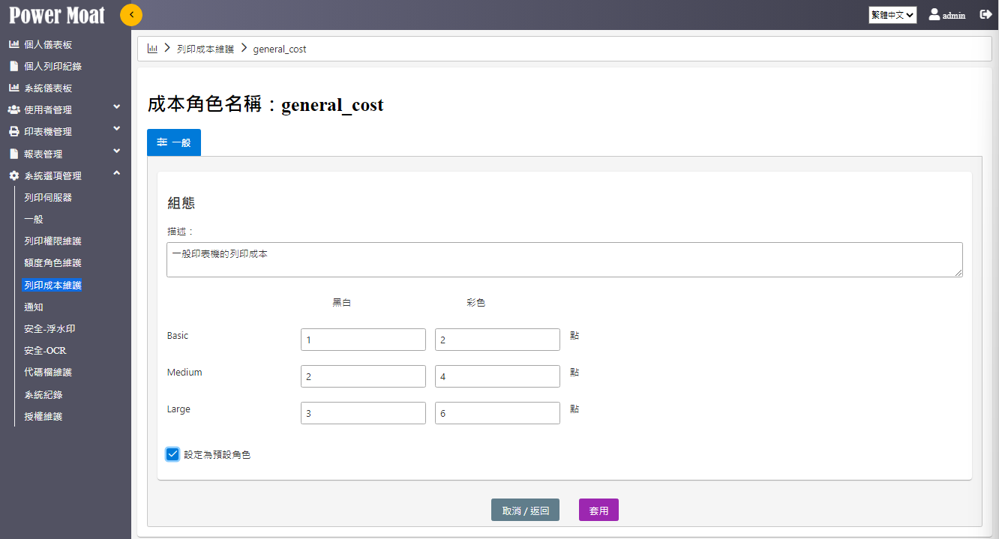 Power Moat
繁體中文
admin
個人儀表板
個人列印紀錄
系統儀表板
使用者管理
印表機管理
報表管理
系統選項管理
列印伺服器
一般
列印權限維護
額度角色維護
列印成本維護
通知
安全-浮水印
安全-OCR
代碼檔維護
系統紀錄
授權維護
列印成本維護 > general_cost
成本角色名稱：general_cost
一般
組態
描述：
一般印表機的列印成本
黑白 彩色
Basic 1 2 點
Medium 2 4 點
Large 3 6 點
設定為預設角色
取消 / 返回 套用